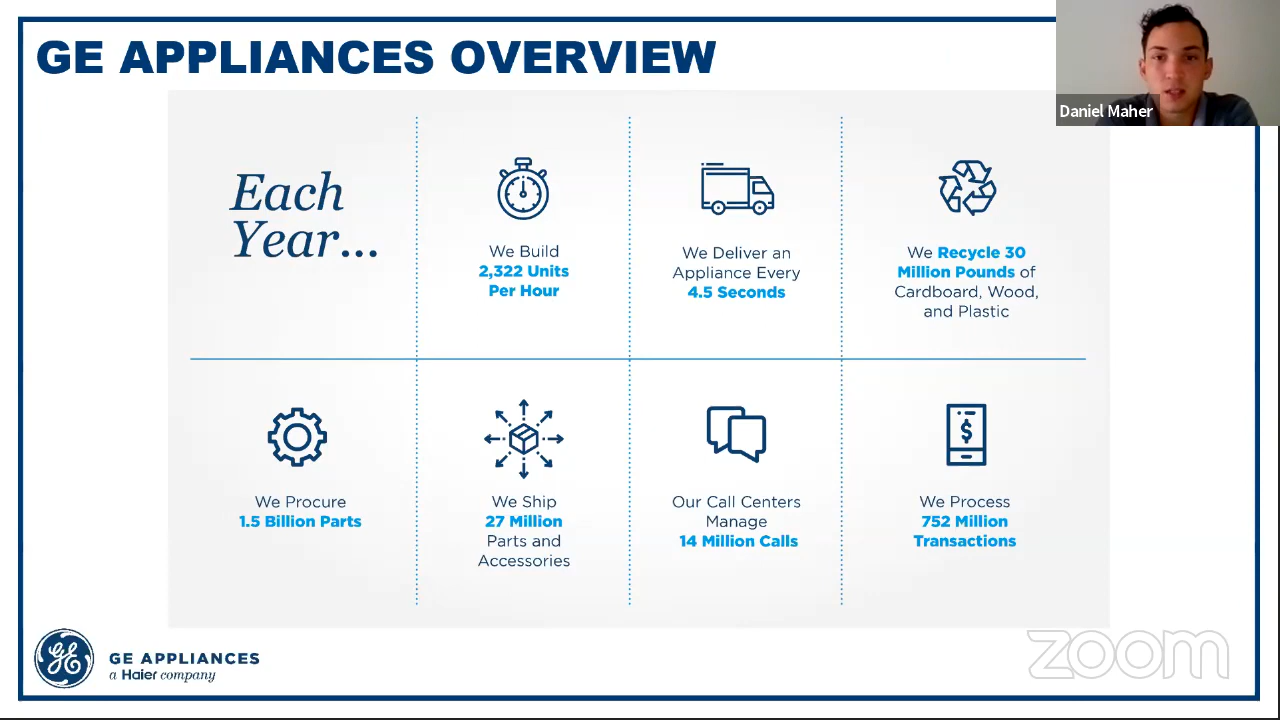 GE APPLIANCES OVERVIEW
Daniel Maher
Each
Year...
We Build
2,322 Units
Per Hour
We Deliver an
Appliance Every
4.5 Seconds
We Recycle 30
Million Pounds of
Cardboard, Wood,
and Plastic
We Procure
1.5 Billion Parts
We Ship
27 Million
Parts and
Accessories
Our Call Centers
Manage
14 Million Calls
We Process
752 Million
Transactions
GE
GE APPLIANCES
a Haier company
zoom